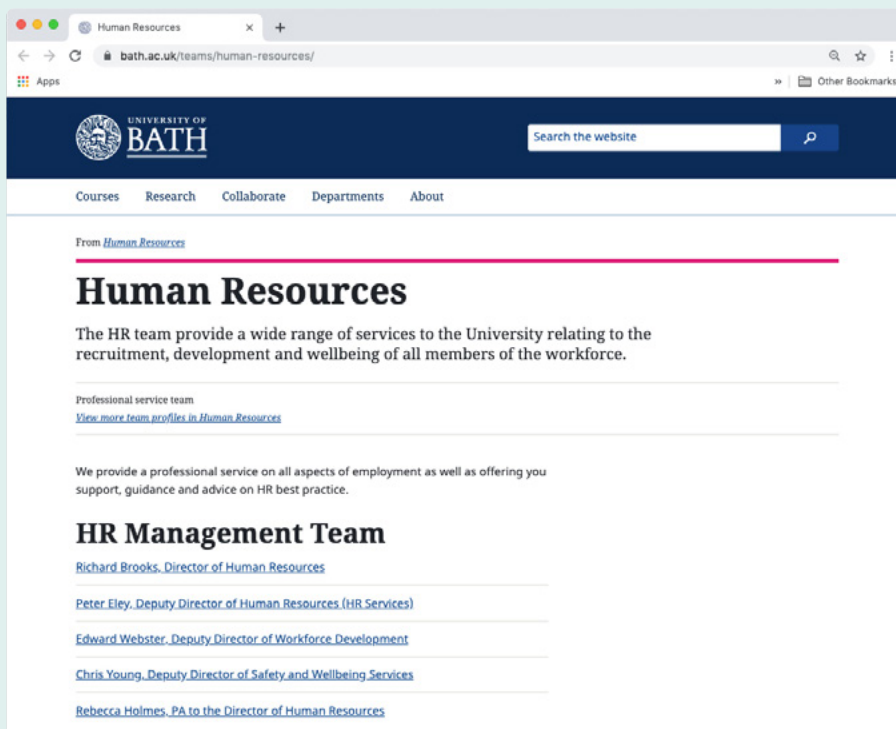 Human Resources
bath.ac.uk/teams/human-resources/
Apps
» Other Bookmarks
UNIVERSITY OF
BATH
Search the website
Courses Research Collaborate Departments About
From Human Resources
Human Resources
The HR team provide a wide range of services to the University relating to the
recruitment, development and wellbeing of all members of the workforce.
Professional service team
View more team profiles in Human Resources
We provide a professional service on all aspects of employment as well as offering you
support, guidance and advice on HR best practice.
HR Management Team
Richard Brooks, Director of Human Resources
Peter Eley, Deputy Director of Human Resources (HR Services)
Edward Webster, Deputy Director of Workforce Development
Chris Young, Deputy Director of Safety and Wellbeing Services
Rebecca Holmes, PA to the Director of Human Resources